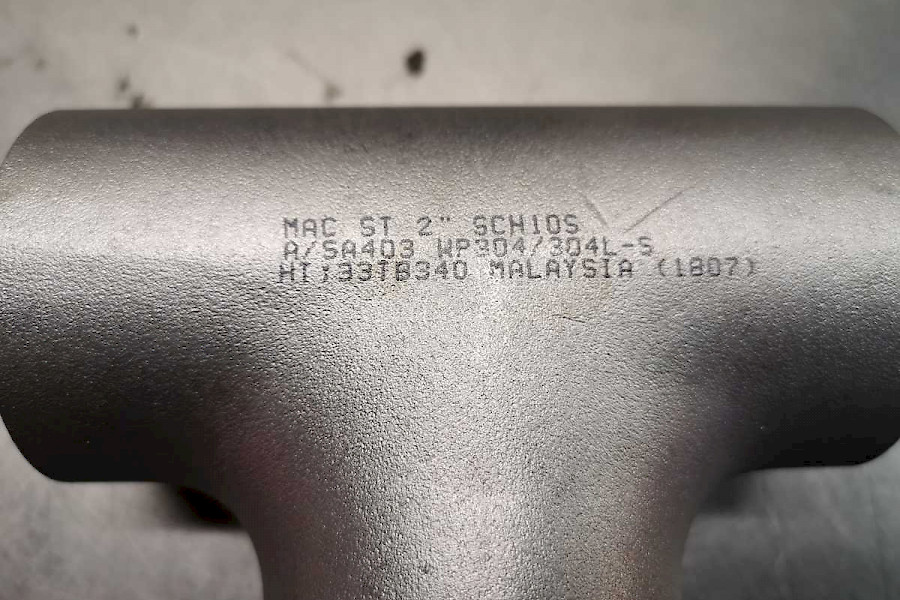 MAC ST 2" SCH10S
A/SA403 WP304/304L-S
HT:33TB340 MALAYSIA (1807)